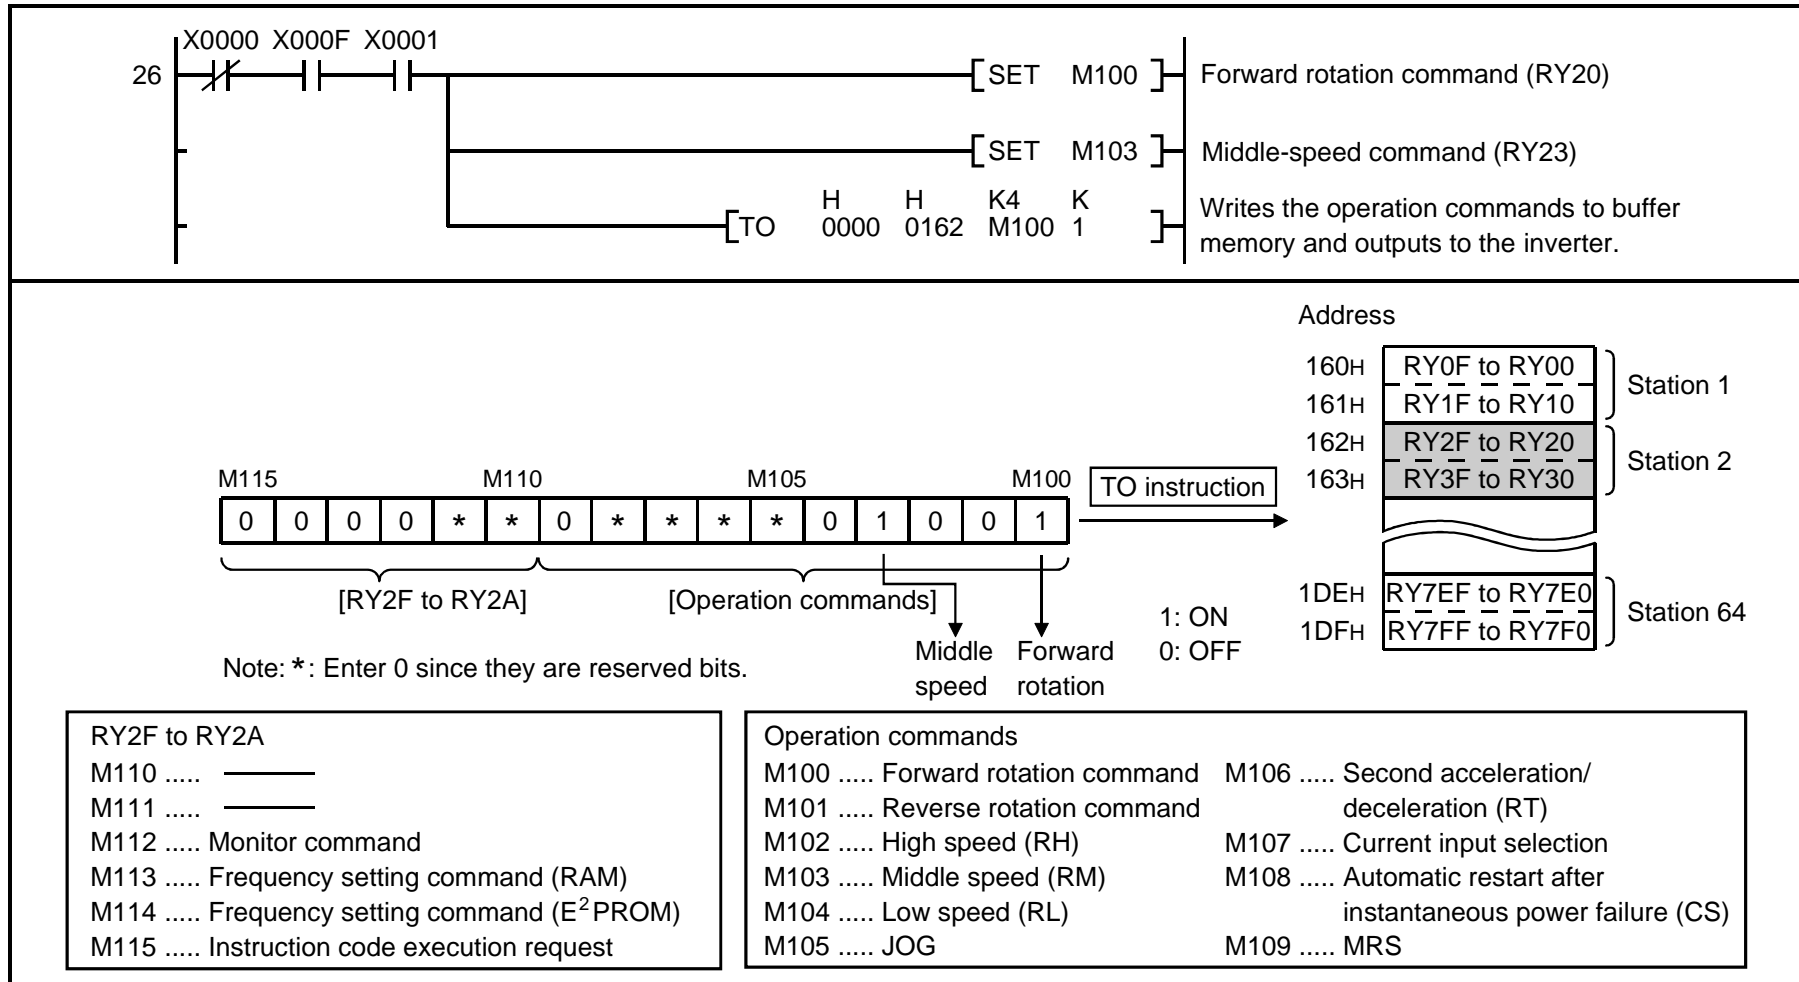 X0000 X000F X0001
26 SET M100 Forward rotation command (RY20)
SET M103 Middle-speed command (RY23)
H H K4 K
TO 0000 0162 M100 1
Writes the operation commands to buffer
memory and outputs to the inverter.
Address
160H RY0F to RY00
161H RY1F to RY10
Station 1
162H RY2F to RY20
163H RY3F to RY30
Station 2
1DEH RY7EF to RY7E0
1DFH RY7FF to RY7F0
Station 64
M115 M110 M105 M100
0 0 0 0 * * 0 * * * * 0 1 0 0 1
TO instruction
[RY2F to RY2A] [Operation commands]
Middle
speed
Forward
rotation
1: ON
0: OFF
Note: *: Enter 0 since they are reserved bits.
RY2F to RY2A
M110 .....
M111 .....
M112 ..... Monitor command
M113 ..... Frequency setting command (RAM)
M114 ..... Frequency setting command (E²PROM)
M115 ..... Instruction code execution request
Operation commands
M100 ..... Forward rotation command
M101 ..... Reverse rotation command
M102 ..... High speed (RH)
M103 ..... Middle speed (RM)
M104 ..... Low speed (RL)
M105 ..... JOG
M106 ..... Second acceleration/
deceleration (RT)
M107 ..... Current input selection
M108 ..... Automatic restart after
instantaneous power failure (CS)
M109 ..... MRS